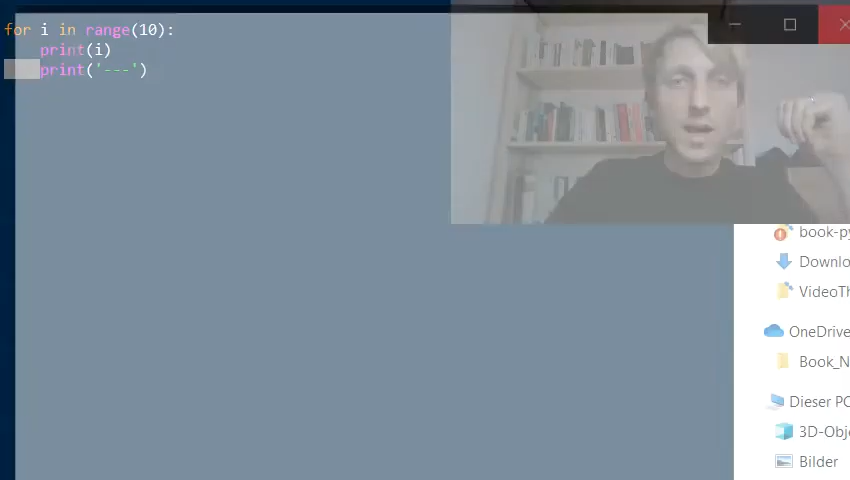 for i in range(10):
    print(i)
    print('---')
book-py
Downlo
VideoTh
OneDrive
Book_N
Dieser PC
3D-Obje
Bilder